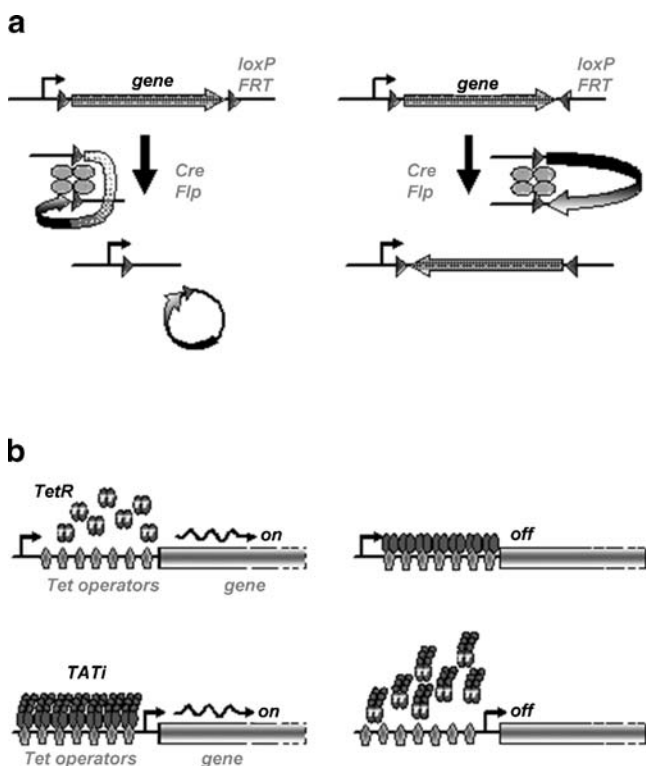 a
gene
loxP
FRT
gene
loxP
FRT
Cre
Flp
Cre
Flp
b
TetR
on
off
Tet operators
gene
TATi
on
off
Tet operators
gene